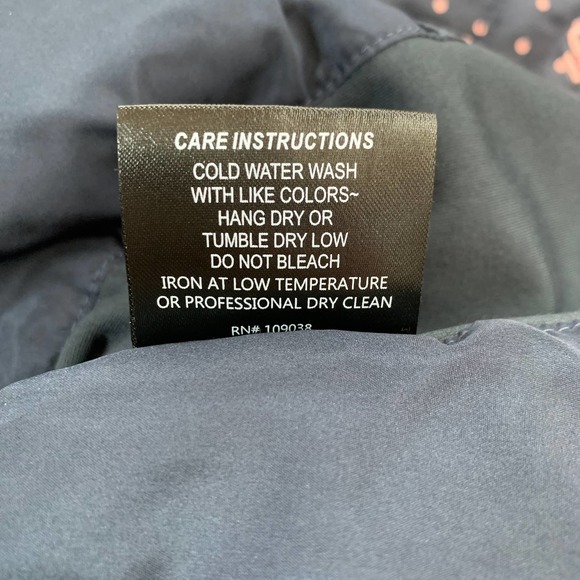 CARE INSTRUCTIONS
COLD WATER WASH
WITH LIKE COLORS~
HANG DRY OR
TUMBLE DRY LOW
DO NOT BLEACH
IRON AT LOW TEMPERATURE
OR PROFESSIONAL DRY CLEAN
RN# 109038